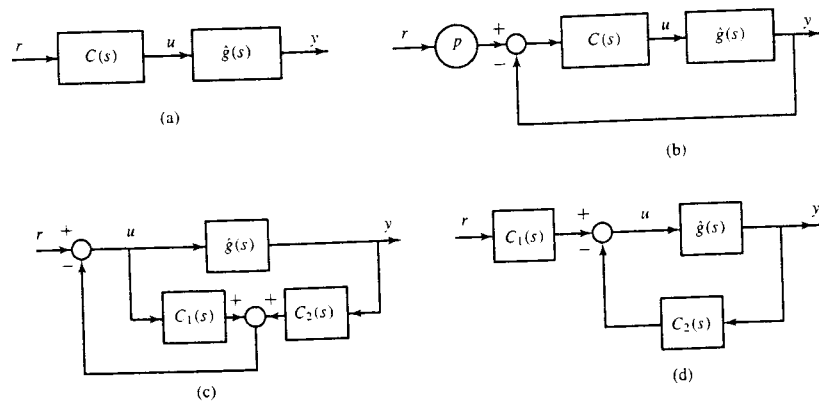 r C(s) u ĝ(s) y
(a)
r p + − C(s) u ĝ(s) y
(b)
r + − u ĝ(s) y
C₁(s) + + C₂(s)
(c)
r C₁(s) + − u ĝ(s) y
C₂(s)
(d)